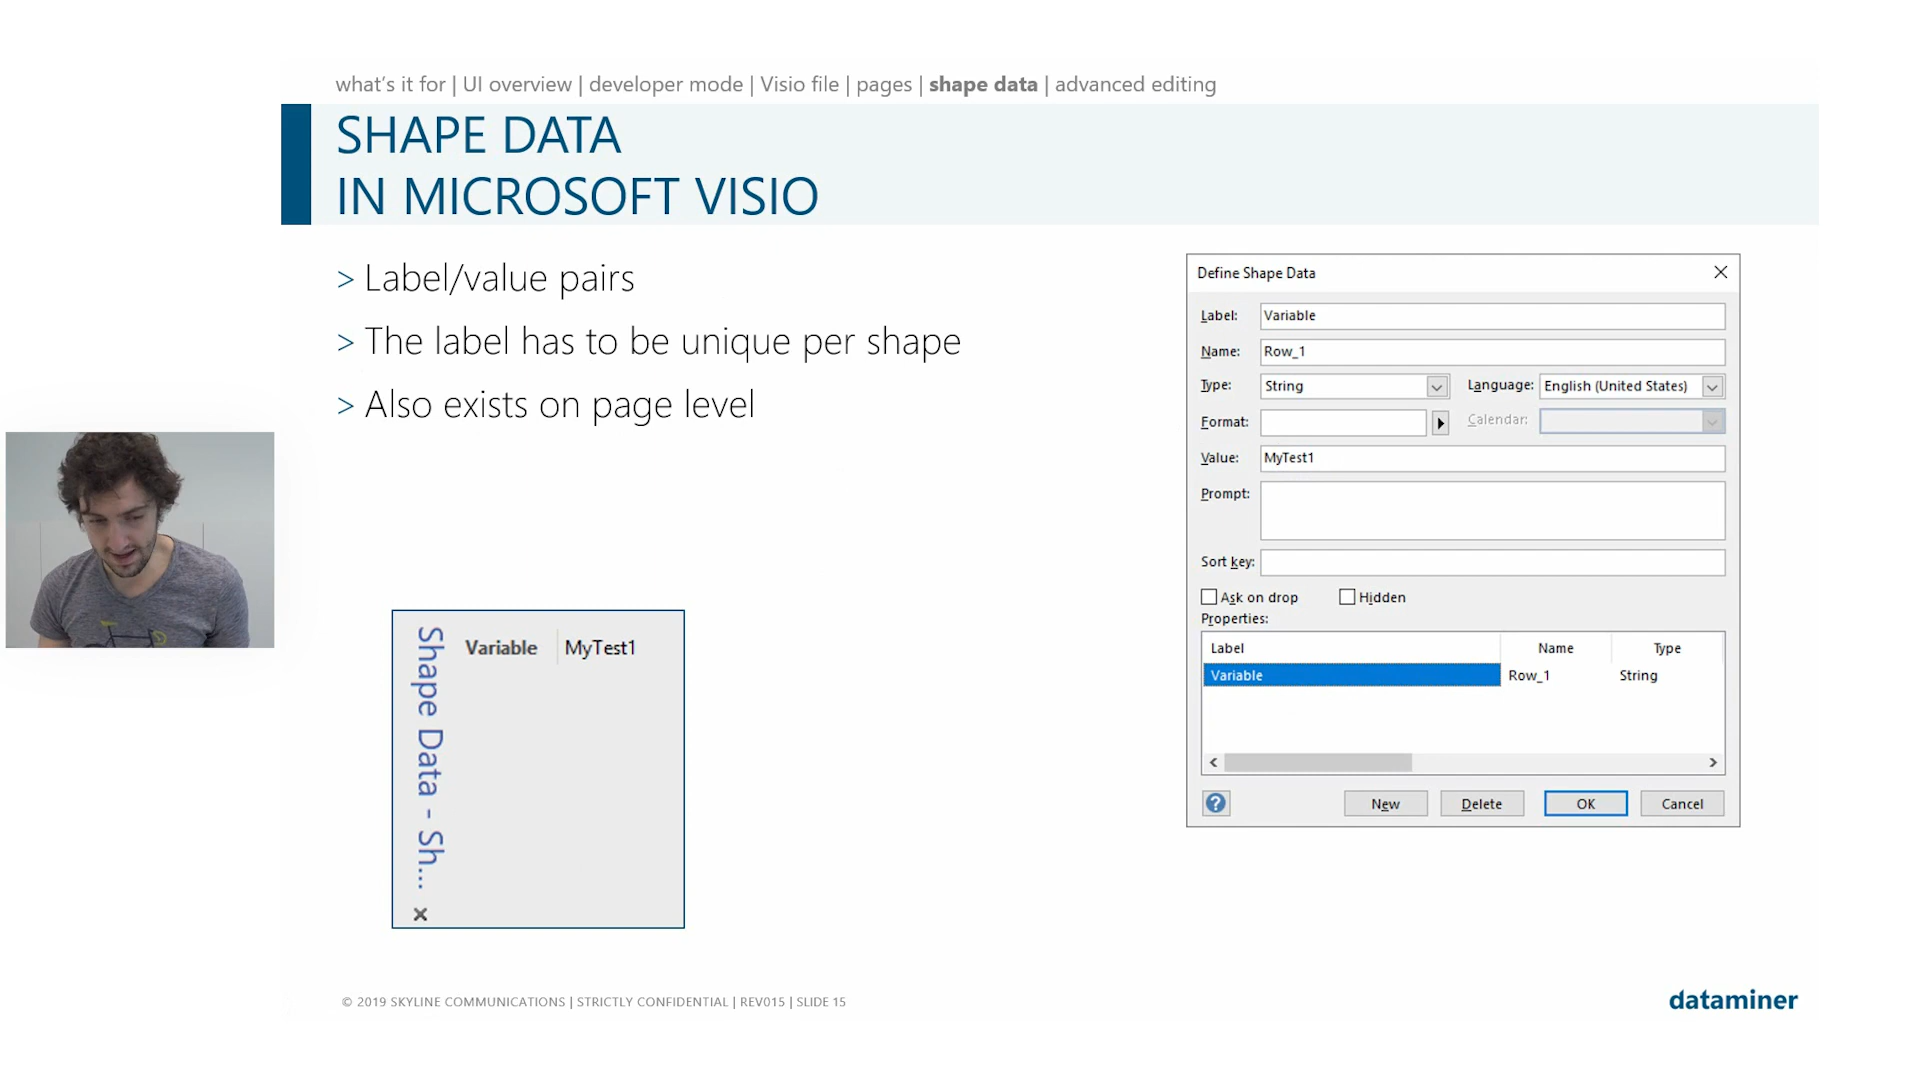 what's it for | UI overview | developer mode | Visio file | pages | shape data | advanced editing
SHAPE DATA
IN MICROSOFT VISIO
> Label/value pairs
> The label has to be unique per shape
> Also exists on page level
Shape Data - Sh...
Variable MyTest1
Define Shape Data
Label: Variable
Name: Row_1
Type: String Language: English (United States)
Format: Calendar:
Value: MyTest1
Prompt:
Sort key:
Ask on drop Hidden
Properties:
Label Name Type
Variable Row_1 String
New Delete OK Cancel
© 2019 SKYLINE COMMUNICATIONS | STRICTLY CONFIDENTIAL | REV015 | SLIDE 15
dataminer